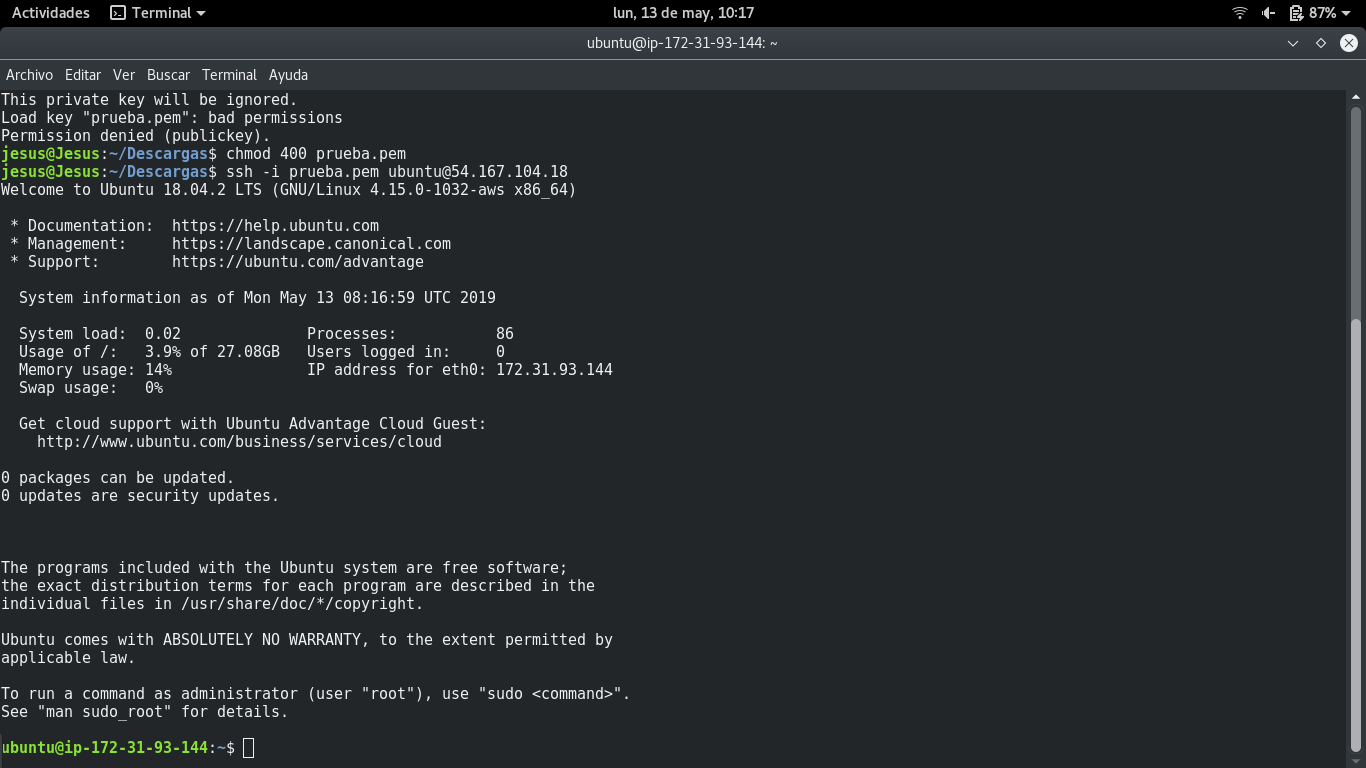 Actividades Terminal lun, 13 de may, 10:17 87%
ubuntu@ip-172-31-93-144: ~
Archivo Editar Ver Buscar Terminal Ayuda
This private key will be ignored.
Load key "prueba.pem": bad permissions
Permission denied (publickey).
jesus@Jesus:~/Descargas$ chmod 400 prueba.pem
jesus@Jesus:~/Descargas$ ssh -i prueba.pem ubuntu@54.167.104.18
Welcome to Ubuntu 18.04.2 LTS (GNU/Linux 4.15.0-1032-aws x86_64)
* Documentation:  https://help.ubuntu.com
* Management:     https://landscape.canonical.com
* Support:        https://ubuntu.com/advantage
System information as of Mon May 13 08:16:59 UTC 2019
System load:  0.02              Processes:           86
Usage of /:   3.9% of 27.08GB   Users logged in:     0
Memory usage: 14%               IP address for eth0: 172.31.93.144
Swap usage:   0%
Get cloud support with Ubuntu Advantage Cloud Guest:
http://www.ubuntu.com/business/services/cloud
0 packages can be updated.
0 updates are security updates.
The programs included with the Ubuntu system are free software;
the exact distribution terms for each program are described in the
individual files in /usr/share/doc/*/copyright.
Ubuntu comes with ABSOLUTELY NO WARRANTY, to the extent permitted by
applicable law.
To run a command as administrator (user "root"), use "sudo <command>".
See "man sudo_root" for details.
ubuntu@ip-172-31-93-144:~$